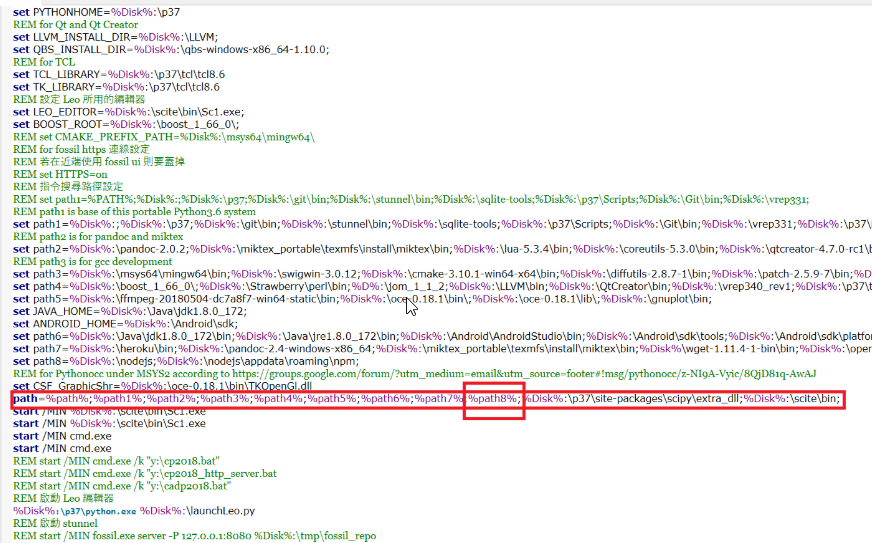 set PYTHONHOME=%Disk%:\p37
REM for Qt and Qt Creator
set LLVM_INSTALL_DIR=%Disk%:\LLVM;
set QBS_INSTALL_DIR=%Disk%:\qbs-windows-x86_64-1.10.0;
REM for TCL
set TCL_LIBRARY=%Disk%:\p37\tcl\tcl8.6
set TK_LIBRARY=%Disk%:\p37\tcl\tcl8.6
REM 設定 Leo 所用的編輯器
set LEO_EDITOR=%Disk%:\scite\bin\Sc1.exe;
set BOOST_ROOT=%Disk%:\boost_1_66_0\;
REM set CMAKE_PREFIX_PATH=%Disk%:\msys64\mingw64\
REM for fossil https 連線設定
REM 若在近端使用 fossil ui 則要蓋掉
REM set HTTPS=on
REM 指令搜尋路徑設定
REM set path1=%PATH%;%Disk%:;%Disk%:\p37;%Disk%:\git\bin;%Disk%:\stunnel\bin;%Disk%:\sqlite-tools;%Disk%:\p37\Scripts;%Disk%:\Git\bin;%Disk%:\vrep331;
REM path1 is base of this portable Python3.6 system
set path1=%Disk%:;%Disk%:\p37;%Disk%:\git\bin;%Disk%:\stunnel\bin;%Disk%:\sqlite-tools;%Disk%:\p37\Scripts;%Disk%:\Git\bin;%Disk%:\vrep331;%Disk%:\p37\l
REM path2 is for pandoc and miktex
set path2=%Disk%:\pandoc-2.0.2;%Disk%:\miktex_portable\texmfs\install\miktex\bin;%Disk%:\lua-5.3.4\bin;%Disk%:\coreutils-5.3.0\bin;%Disk%:\qtcreator-4.7.0-rc1\b
REM path3 is for gcc development
set path3=%Disk%:\msys64\mingw64\bin;%Disk%:\swigwin-3.0.12;%Disk%:\cmake-3.10.1-win64-x64\bin;%Disk%:\diffutils-2.8.7-1\bin;%Disk%:\patch-2.5.9-7\bin;%D
set path4=%Disk%:\boost_1_66_0\;%Disk%:\Strawberry\perl\bin;%D%:\Jom_1_1_2;%Disk%:\LLVM\bin;%Disk%:\QtCreator\bin;%Disk%:\vrep340_rev1;%Disk%:\p37\t
set path5=%Disk%:\ffmpeg-20180504-dc7a8f7-win64-static\bin;%Disk%:\oce-0.18.1\bin\;%Disk%:\oce-0.18.1\lib\;%Disk%:\gnuplot\bin;
set JAVA_HOME=%Disk%:\Java\jdk1.8.0_172;
set ANDROID_HOME=%Disk%:\Android\sdk;
set path6=%Disk%:\Java\jdk1.8.0_172\bin;%Disk%:\Java\jre1.8.0_172\bin;%Disk%:\Android\AndroidStudio\bin;%Disk%:\Android\sdk\tools;%Disk%:\Android\sdk\platfor
set path7=%Disk%:\heroku\bin;%Disk%:\pandoc-2.4-windows-x86_64;%Disk%:\miktex_portable\texmfs\install\miktex\bin;%Disk%\wget-1.11.4-1-bin\bin;%Disk%:\open
set path8=%Disk%:\nodejs;%Disk%:\nodejs\appdata\roaming\npm;
REM for Pythonocc under MSYS2 according to https://groups.google.com/forum/?utm_medium=email&utm_source=footer#!msg/pythonocc/z-NI9A-Vyic/8QjD81q-AwAJ
set CSF_GraphicShr=%Disk%:\oce-0.18.1\bin\TKOpenGl.dll
path=%path%;%path1%;%path2%;%path3%;%path4%;%path5%;%path6%;%path7%;%path8%;%Disk%:\p37\site-packages\scipy\extra_dll;%Disk%:\scite\bin;
start /MIN %Disk%:\scite\bin\Sc1.exe
start /MIN %Disk%:\scite\bin\Sc1.exe
start /MIN cmd.exe
start /MIN cmd.exe
REM start /MIN cmd.exe /k "y:\cp2018.bat"
REM start /MIN cmd.exe /k "y:\cp2018_http_server.bat
REM start /MIN cmd.exe /k "y:\cadp2018.bat"
REM 啟動 Leo 編輯器
%Disk%:\p37\python.exe %Disk%:\launchLeo.py
REM 啟動 stunnel
REM start /MIN fossil.exe server -P 127.0.0.1:8080 %Disk%:\tmp\fossil_repo